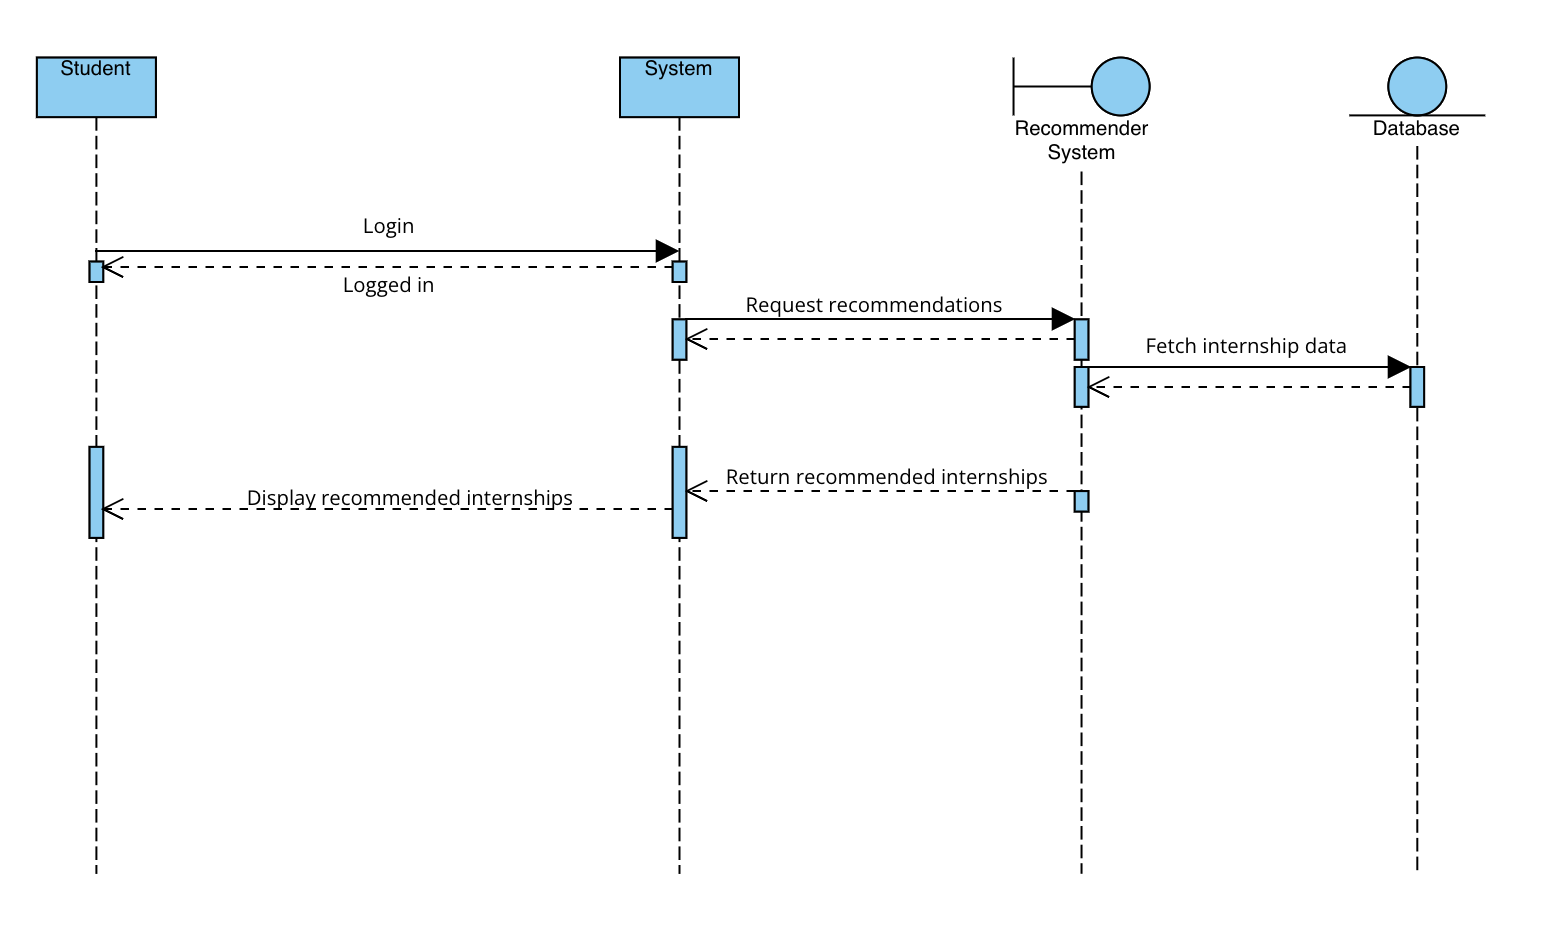 Student
System
Recommender
System
Database
Login
Logged in
Request recommendations
Fetch internship data
Return recommended internships
Display recommended internships